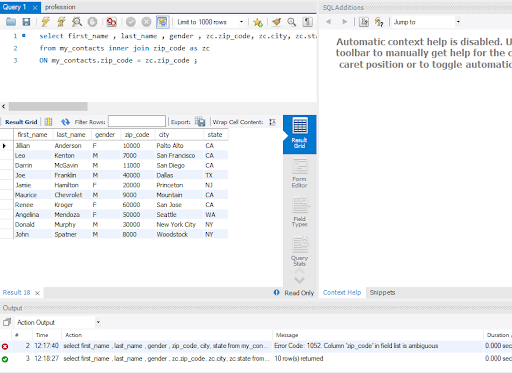 Query 1 × profession
Limit to 1000 rows
1 select first_name , last_name , gender , zc.zip_code, zc.city, zc.sta
2 from my_contacts inner join zip_code as zc
3 ON my_contacts.zip_code = zc.zip_code ;
Result Grid Filter Rows: Export: Wrap Cell Content:
first_name last_name gender zip_code city state
Jillian Anderson F 10000 Palto Alto CA
Leo Kenton M 7000 San Francisco CA
Darrin McGavin M 11000 San Diego CA
Joe Franklin M 40000 Dallas TX
Jamie Hamilton F 20000 Princeton NJ
Maurice Chevrolet M 9000 Mountain CA
Renee Kroger F 60000 San Jose CA
Angelina Mendoza F 50000 Seattle WA
Donald Murphy M 30000 New York City NY
John Spatner M 8000 Woodstock NY
Result
Grid
Form
Editor
Field
Types
Query
Stats
Result 18 × Read Only
SQLAdditions
Jump to
Automatic context help is disabled. U
toolbar to manually get help for the c
caret position or to toggle automatic
Context Help Snippets
Output
Action Output
# Time Action Message Duration
2 12:17:40 select first_name , last_name , gender , zip_code, city, state from my_con... Error Code: 1052. Column 'zip_code' in field list is ambiguous 0.000 sec
3 12:18:27 select first_name , last_name , gender , zc.zip_code, zc.city, zc.state from... 10 row(s) returned 0.000 sec